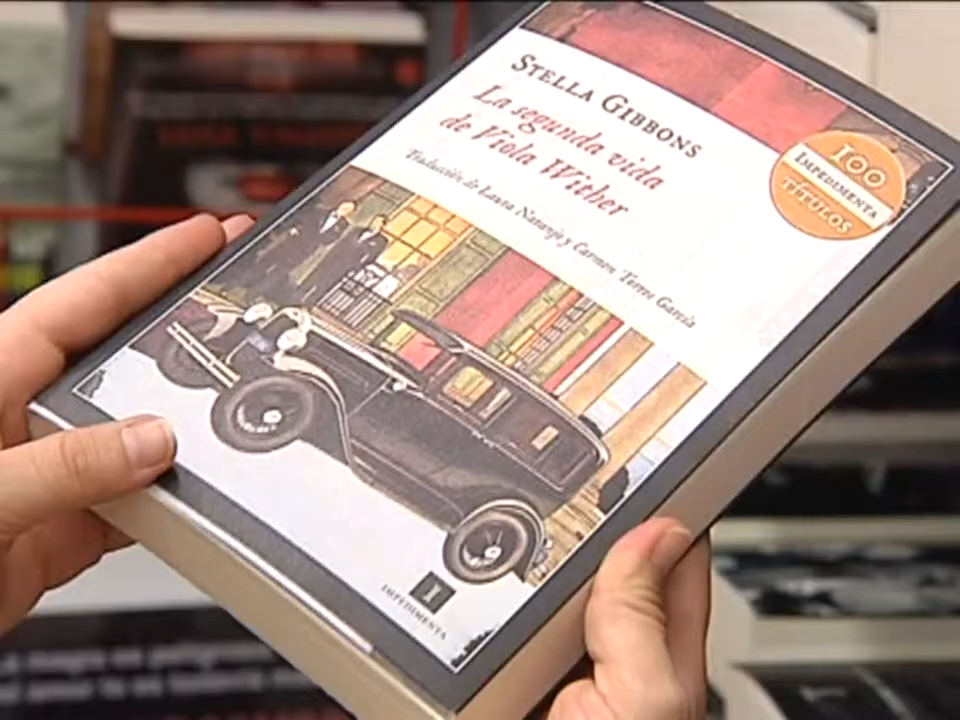 STELLA GIBBONS
La segunda vida
de Viola Wither
Traducción de Laura Naranjo y Carmen Torres García
100
IMPEDIMENTA
TÍTULOS
I
IMPEDIMENTA